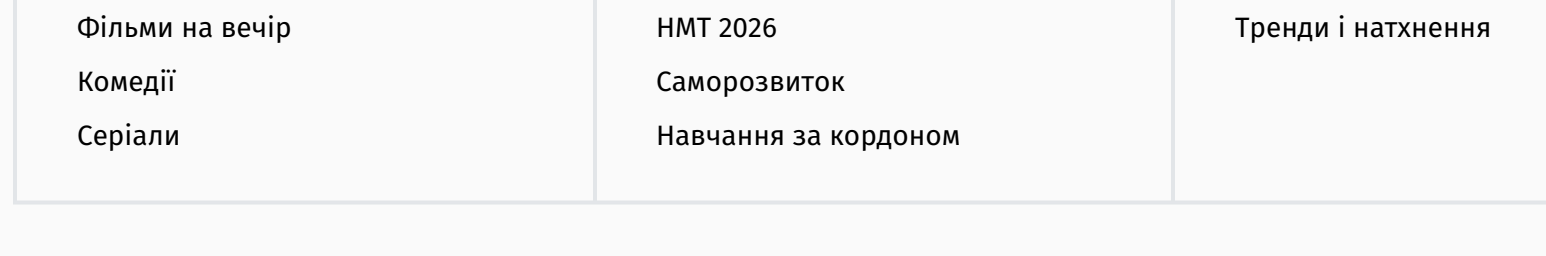 Фільми на вечір
Комедії
Серіали
НМТ 2026
Саморозвиток
Навчання за кордоном
Тренди і натхнення